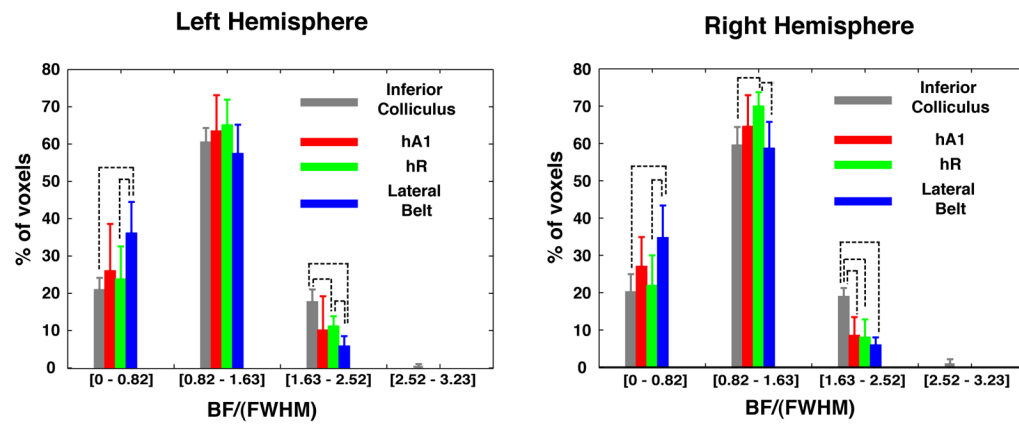 Left Hemisphere
80
70
60
50
40
30
20
10
0
% of voxels
Inferior
Colliculus
hA1
hR
Lateral
Belt
[0 - 0.82]
[0.82 - 1.63]
[1.63 - 2.52]
[2.52 - 3.23]
BF/(FWHM)
Right Hemisphere
80
70
60
50
40
30
20
10
0
% of voxels
Inferior
Colliculus
hA1
hR
Lateral
Belt
[0 - 0.82]
[0.82 - 1.63]
[1.63 - 2.52]
[2.52 - 3.23]
BF/(FWHM)